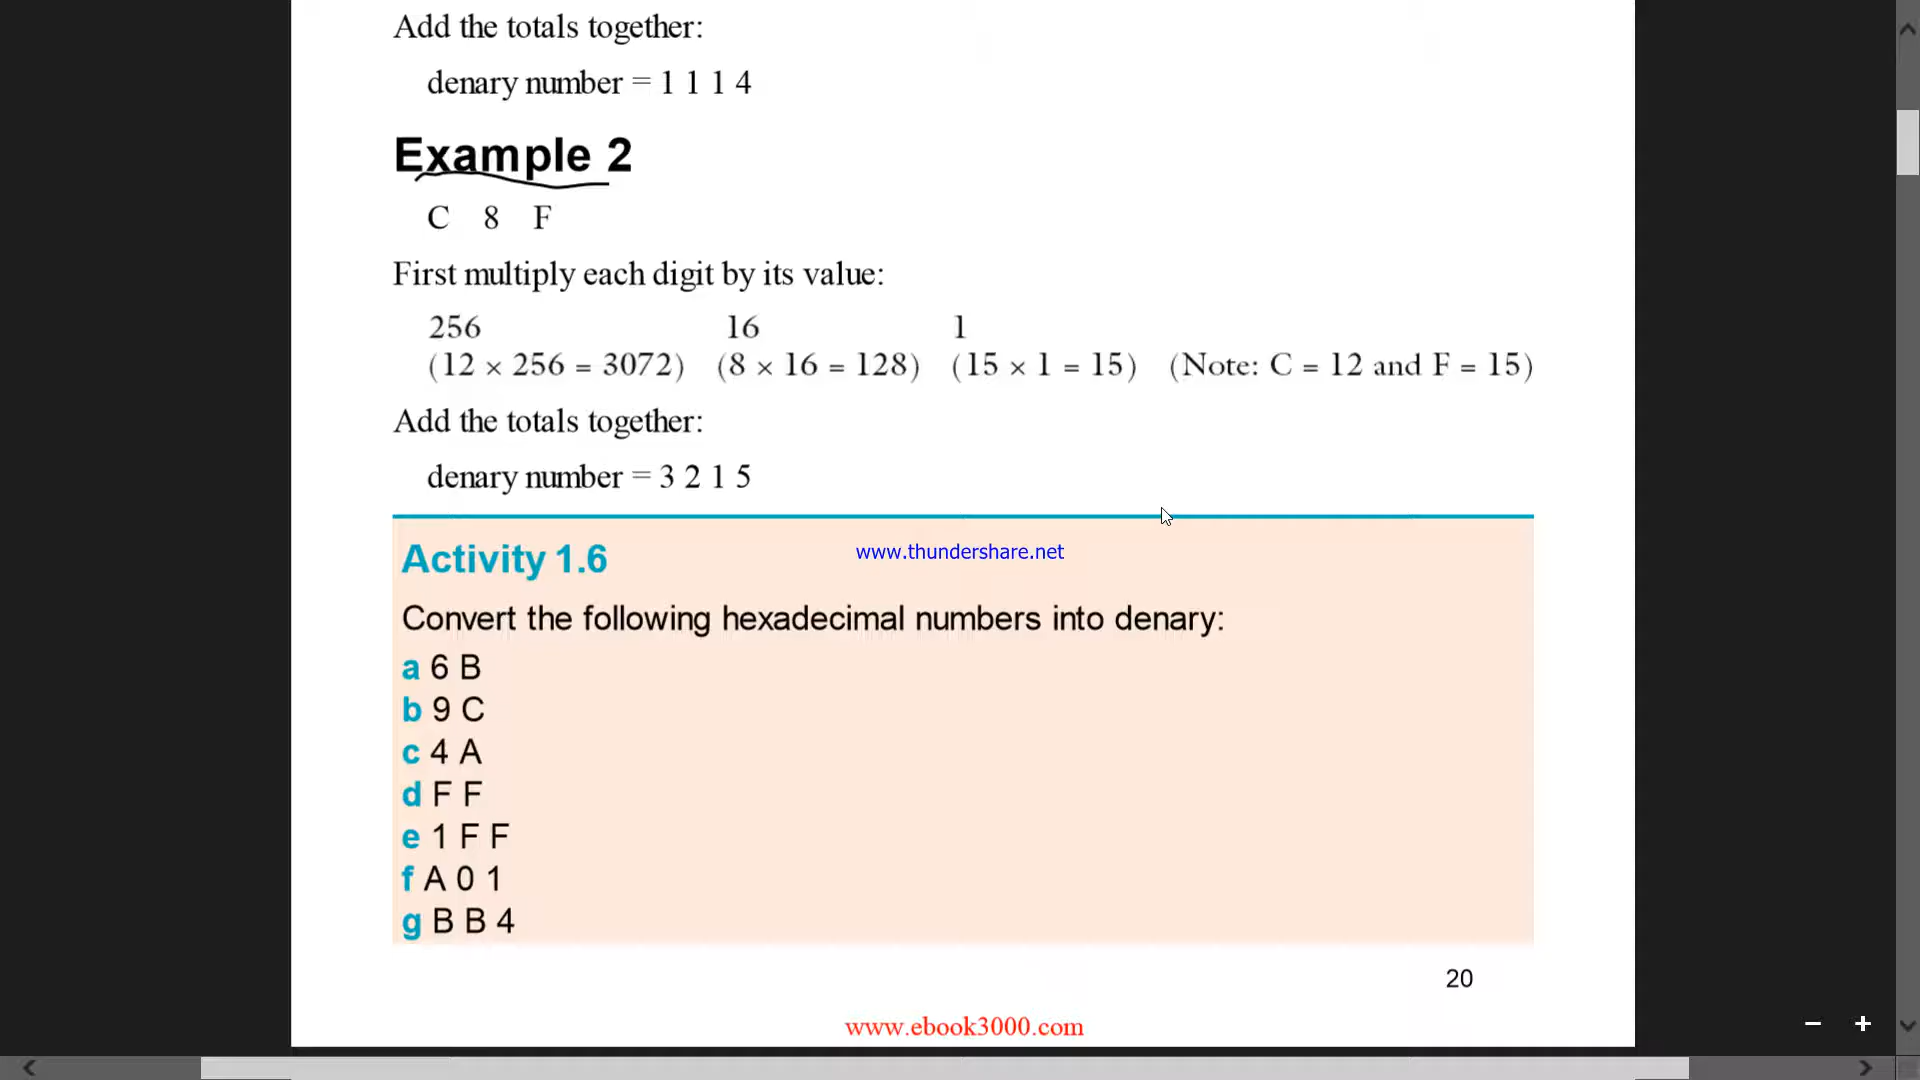 Add the totals together:
denary number = 1 1 1 4
Example 2
C 8 F
First multiply each digit by its value:
256 16 1
(12 × 256 = 3072) (8 × 16 = 128) (15 × 1 = 15) (Note: C = 12 and F = 15)
Add the totals together:
denary number = 3 2 1 5
Activity 1.6
www.thundershare.net
Convert the following hexadecimal numbers into denary:
a 6 B
b 9 C
c 4 A
d F F
e 1 F F
f A 0 1
g B B 4
20
www.ebook3000.com